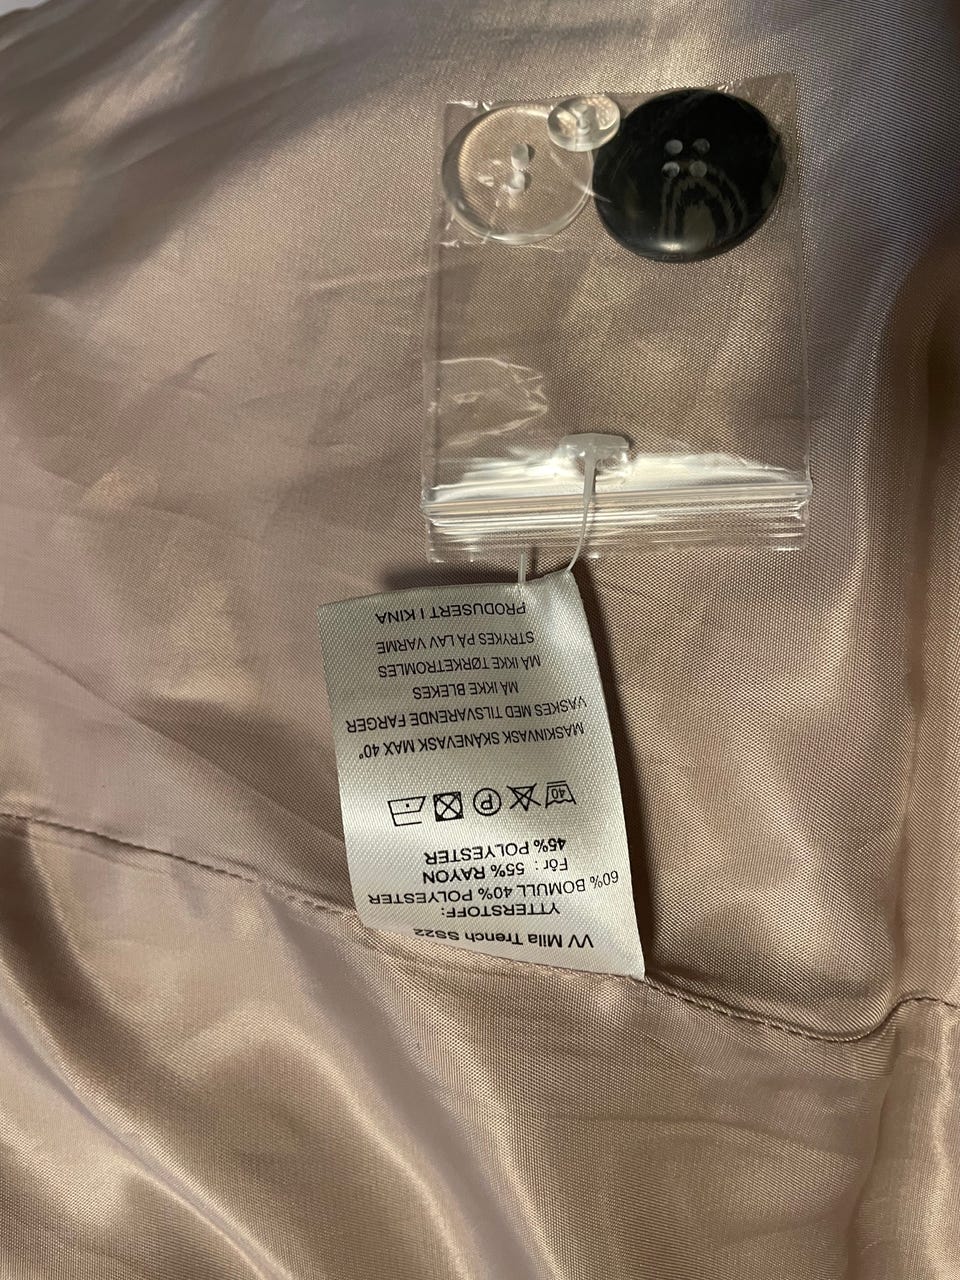 VV Mila Trench SS22
YTTERSTOFF:
60% BOMULL 40% POLYESTER
Fôr : 55% RAYON
45% POLYESTER
40 P
MASKINVASK SKÅNEVASK MAX 40°
VASKES MED TILSVARENDE FARGER
MÅ IKKE BLEKES
MÅ IKKE TØRKETROMLES
STRYKES PÅ LAV VARME
PRODUSERT I KINA